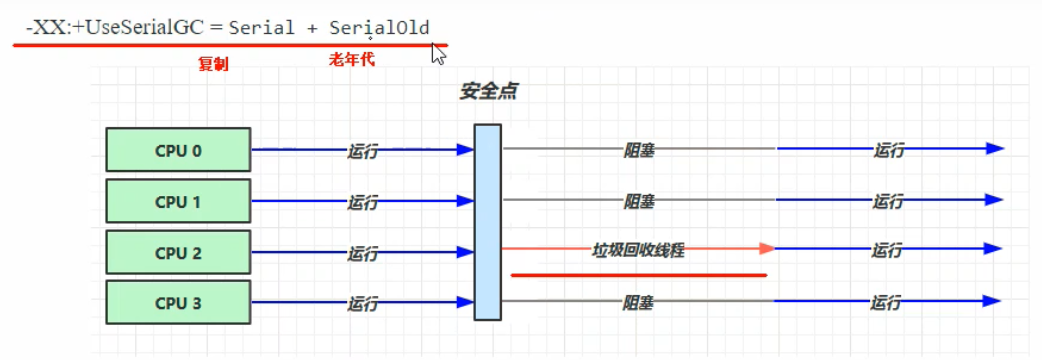 -XX:+UseSerialGC = Serial + SerialOld
复制 老年代
安全点
CPU 0 运行 阻塞 运行
CPU 1 运行 阻塞 运行
CPU 2 运行 垃圾回收线程 运行
CPU 3 运行 阻塞 运行